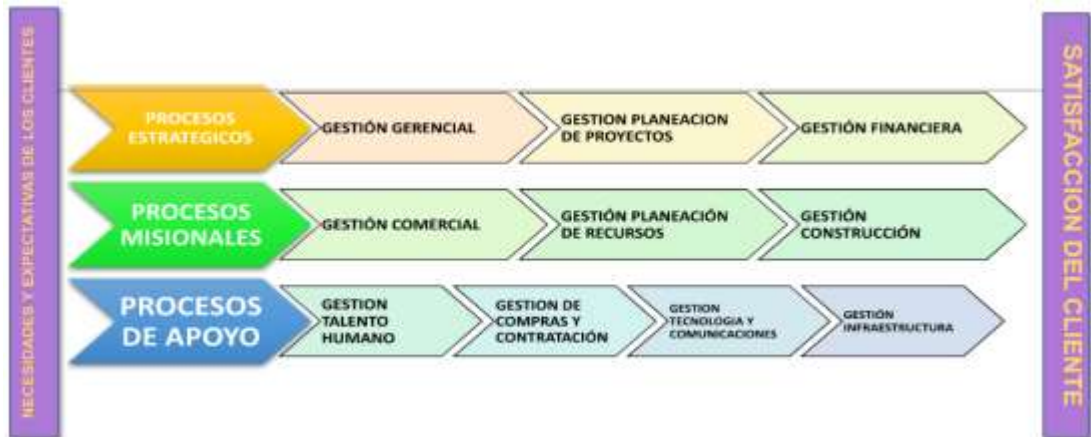 NECESIDADES Y EXPECTATIVAS DE LOS CLIENTES
PROCESOS
ESTRATEGICOS
GESTIÓN GERENCIAL
GESTION PLANEACION
DE PROYECTOS
GESTIÓN FINANCIERA
PROCESOS
MISIONALES
GESTIÓN COMERCIAL
GESTIÓN PLANEACIÓN
DE RECURSOS
GESTIÓN
CONSTRUCCIÓN
PROCESOS
DE APOYO
GESTION
TALENTO
HUMANO
GESTION DE
COMPRAS Y
CONTRATACIÓN
GESTION
TECNOLOGIA Y
COMUNICACIONES
GESTIÓN
INFRAESTRUCTURA
SATISFACCION DEL CLIENTE